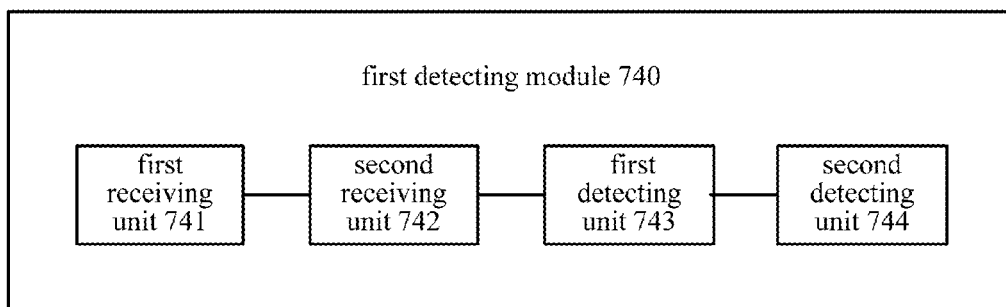 first detecting module 740
first
receiving
unit 741
second
receiving
unit 742
first
detecting
unit 743
second
detecting
unit 744